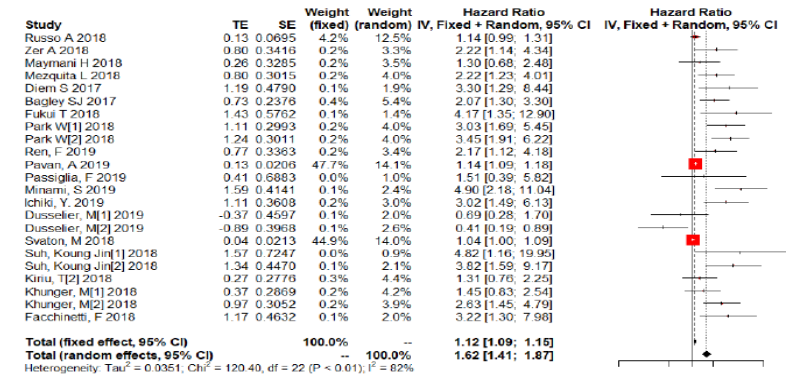 Weight Weight Hazard Ratio Hazard Ratio
Study TE SE (fixed) (random) IV, Fixed + Random, 95% CI IV, Fixed + Random, 95% CI
Russo A 2018 0.13 0.0695 4.2% 12.5% 1.14 [0.99; 1.31]
Zer A 2018 0.80 0.3416 0.2% 3.3% 2.22 [1.14; 4.34]
Maymani H 2018 0.26 0.3285 0.2% 3.5% 1.30 [0.68; 2.48]
Mezquita L 2018 0.80 0.3015 0.2% 4.0% 2.22 [1.23; 4.01]
Diem S 2017 1.19 0.4790 0.1% 1.9% 3.30 [1.29; 8.44]
Bagley SJ 2017 0.73 0.2376 0.4% 5.4% 2.07 [1.30; 3.30]
Fukui T 2018 1.43 0.5762 0.1% 1.4% 4.17 [1.35; 12.90]
Park W[1] 2018 1.11 0.2993 0.2% 4.0% 3.03 [1.69; 5.45]
Park W[2] 2018 1.24 0.3011 0.2% 4.0% 3.45 [1.91; 6.22]
Ren, F 2019 0.77 0.3363 0.2% 3.4% 2.17 [1.12; 4.18]
Pavan, A 2019 0.13 0.0206 47.7% 14.1% 1.14 [1.09; 1.18]
Passiglia, F 2019 0.41 0.6883 0.0% 1.0% 1.51 [0.39; 5.82]
Minami, S 2019 1.59 0.4141 0.1% 2.4% 4.90 [2.18; 11.04]
Ichiki, Y. 2019 1.11 0.3608 0.2% 3.0% 3.02 [1.49; 6.13]
Dusselier, M[1] 2019 -0.37 0.4597 0.1% 2.0% 0.69 [0.28; 1.70]
Dusselier, M[2] 2019 -0.89 0.3968 0.1% 2.6% 0.41 [0.19; 0.89]
Svaton, M 2018 0.04 0.0213 44.9% 14.0% 1.04 [1.00; 1.09]
Suh, Koung Jin[1] 2018 1.57 0.7247 0.0% 0.9% 4.82 [1.16; 19.95]
Suh, Koung Jin[2] 2018 1.34 0.4470 0.1% 2.1% 3.82 [1.59; 9.17]
Kiriu, T[2] 2018 0.27 0.2776 0.3% 4.4% 1.31 [0.76; 2.25]
Khunger, M[1] 2018 0.37 0.2869 0.2% 4.2% 1.45 [0.83; 2.54]
Khunger, M[2] 2018 0.97 0.3052 0.2% 3.9% 2.63 [1.45; 4.79]
Facchinetti, F 2018 1.17 0.4632 0.1% 2.0% 3.22 [1.30; 7.98]
Total (fixed effect, 95% CI) 100.0% -- 1.12 [1.09; 1.15]
Total (random effects, 95% CI) -- 100.0% 1.62 [1.41; 1.87]
Heterogeneity: Tau² = 0.0351; Chi² = 120.40, df = 22 (P < 0.01); I² = 82%